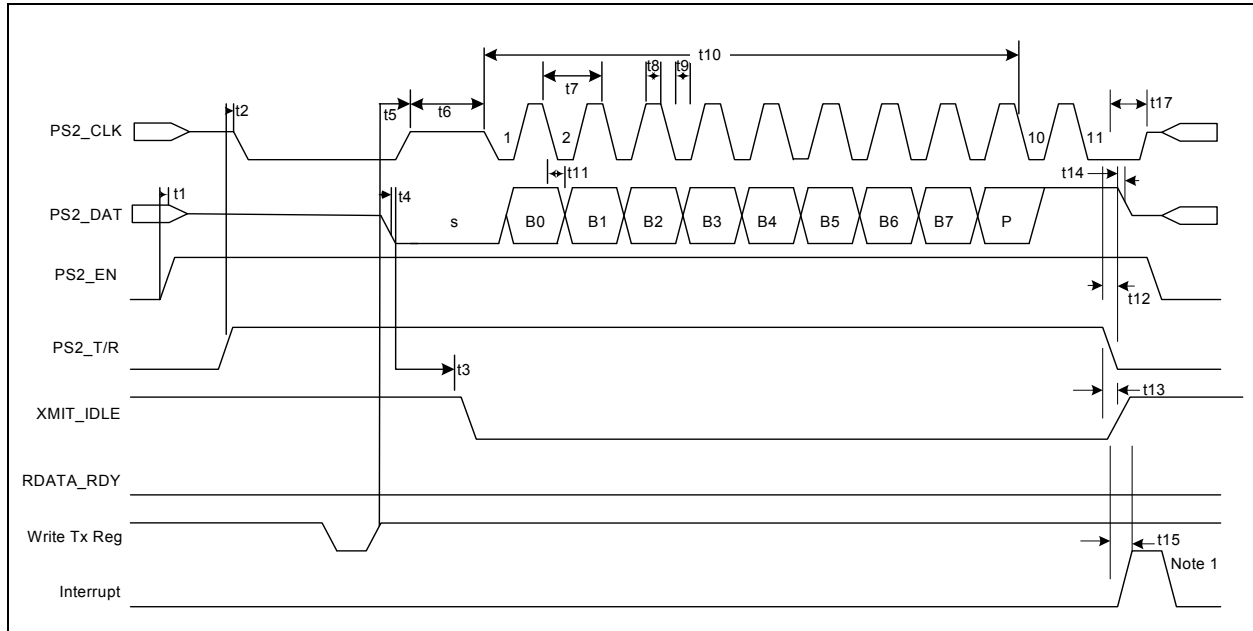 t10
t2
t5
t6
t7
t8
t9
t17
PS2_CLK
1
2
10
11
t1
t4
t11
t14
PS2_DAT
s
B0
B1
B2
B3
B4
B5
B6
B7
P
PS2_EN
t12
PS2_T/R
t3
t13
XMIT_IDLE
RDATA_RDY
Write Tx Reg
t15
Note 1
Interrupt